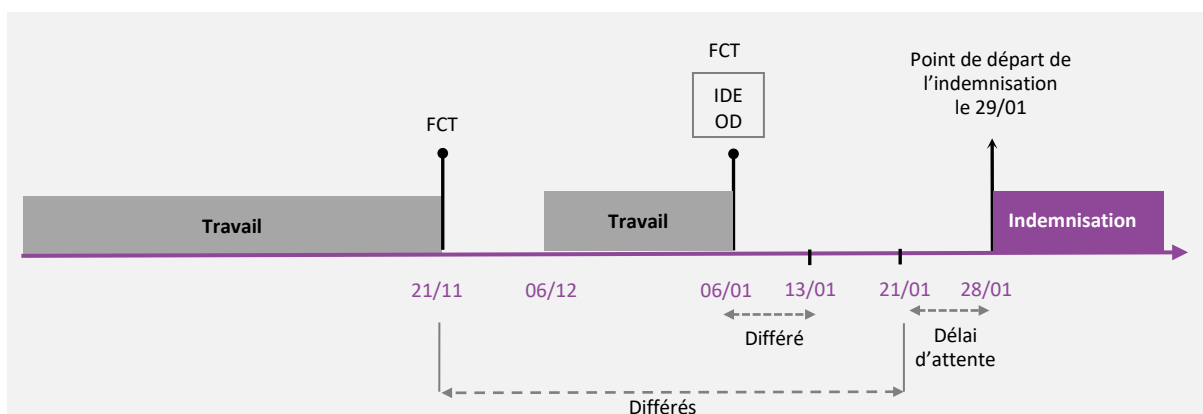 FCT
IDE
OD
Point de départ de
l’indemnisation
le 29/01
FCT
Travail
Travail
Indemnisation
21/11
06/12
06/01
13/01
21/01
28/01
Différé
Délai
d’attente
Différés